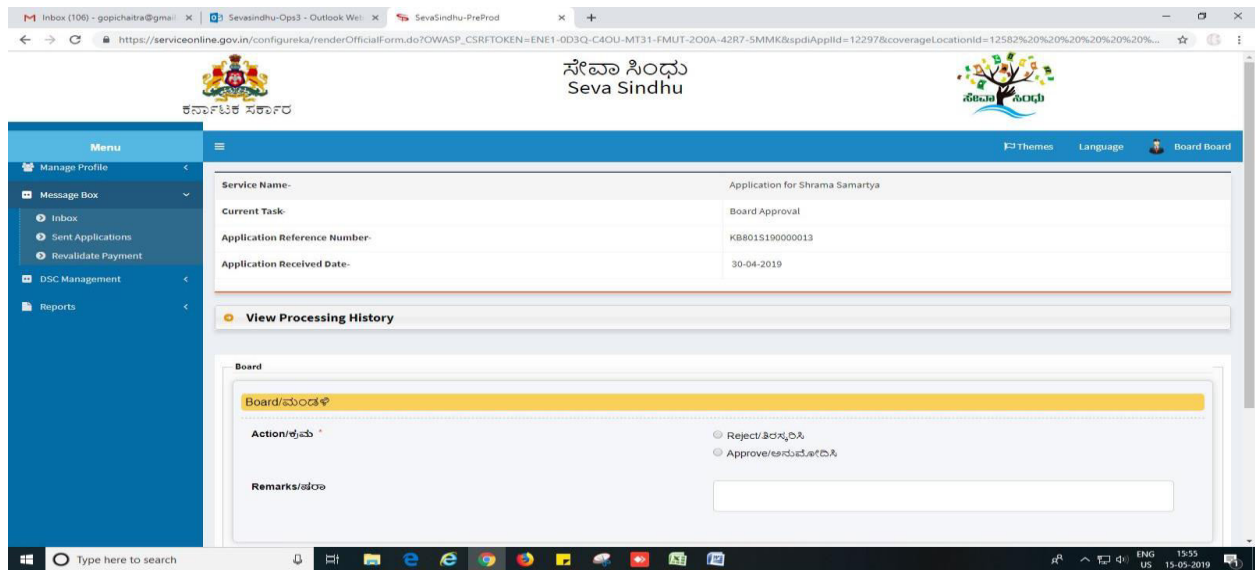 Inbox (106) - gopichaitra@gmail.
Sevasindhu-Ops3 - Outlook Web
SevaSindhu-PreProd
https://serviceonline.gov.in/configureka/renderOfficialForm.do?OWASP_CSRFTOKEN=ENE1-0D3Q-C4OU-MT31-FMUT-2O0A-42R7-5MMK&spdiApplId=12297&coverageLocationId=12582%20%20%20%20%20%20%...
ಕರ್ನಾಟಕ ಸರ್ಕಾರ
ಸೇವಾ ಸಿಂಧು
Seva Sindhu
ಸೇವಾ ಸಿಂಧು
Menu
Themes Language Board Board
Manage Profile
Message Box
Inbox
Sent Applications
Revalidate Payment
DSC Management
Reports
Service Name- Application for Shrama Samartya
Current Task- Board Approval
Application Reference Number- KB801S190000013
Application Received Date- 30-04-2019
View Processing History
Board
Board/ಮಂಡಳಿ
Action/ಕ್ರಮ * Reject/ತಿರಸ್ಕರಿಸಿ
Approve/ಅನುಮೋದಿಸಿ
Remarks/ಷರಾ
Type here to search
ENG 15:55
US 15-05-2019